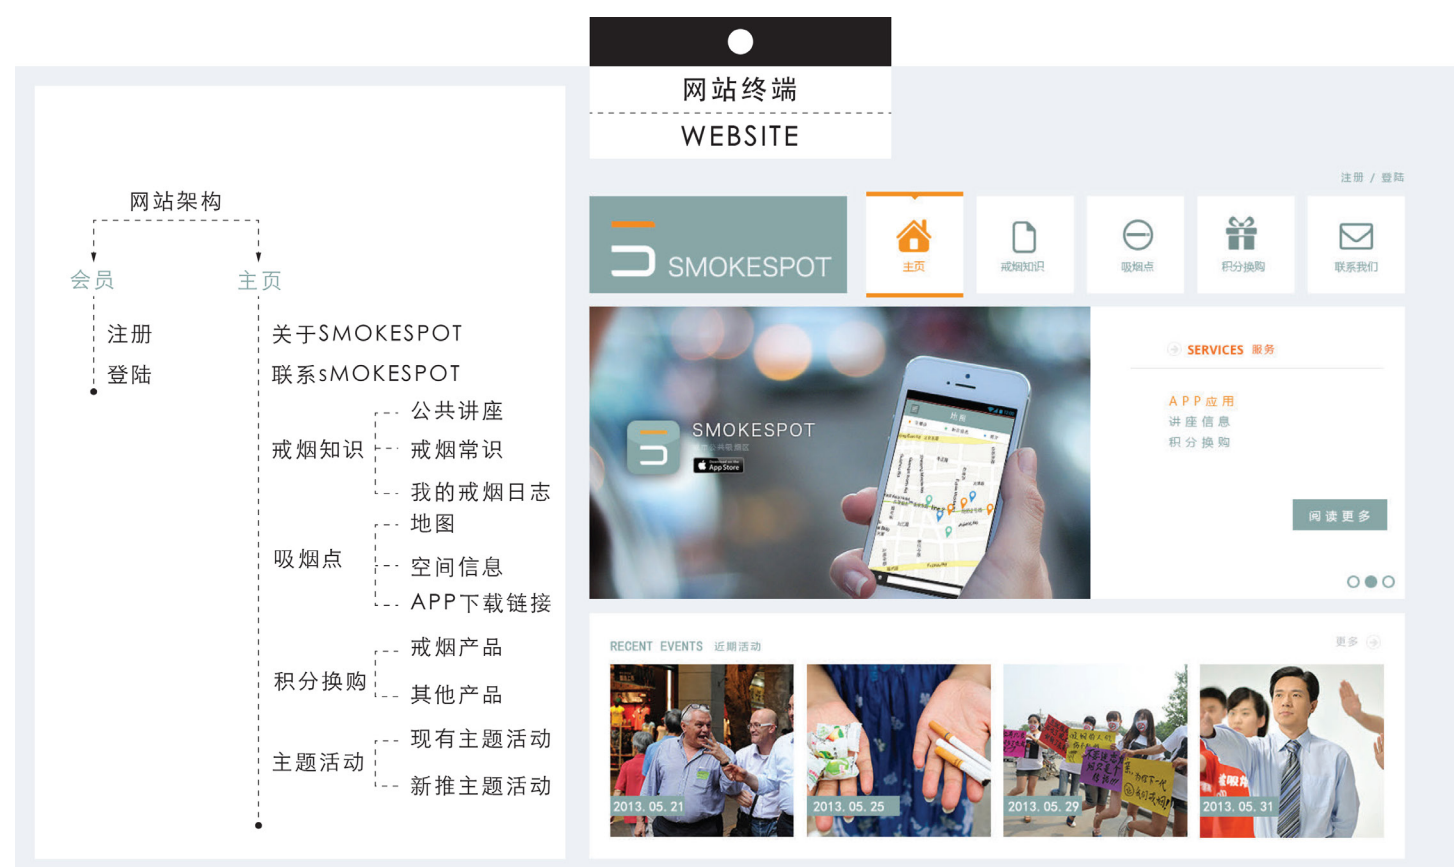 网站终端
WEBSITE
网站架构
会员
主页
注册
登陆
关于SMOKESPOT
联系sMOKESPOT
戒烟知识
公共讲座
戒烟常识
我的戒烟日志
吸烟点
地图
空间信息
APP下载链接
积分换购
戒烟产品
其他产品
主题活动
现有主题活动
新推主题活动
注册 / 登陆
SMOKESPOT
主页
戒烟知识
吸烟点
积分换购
联系我们
SMOKESPOT
公共吸烟区
Download on the
App Store
SERVICES 服务
APP应用
讲座信息
积分换购
阅读更多
RECENT EVENTS 近期活动
更多
2013.05.21
2013.05.25
2013.05.29
2013.05.31